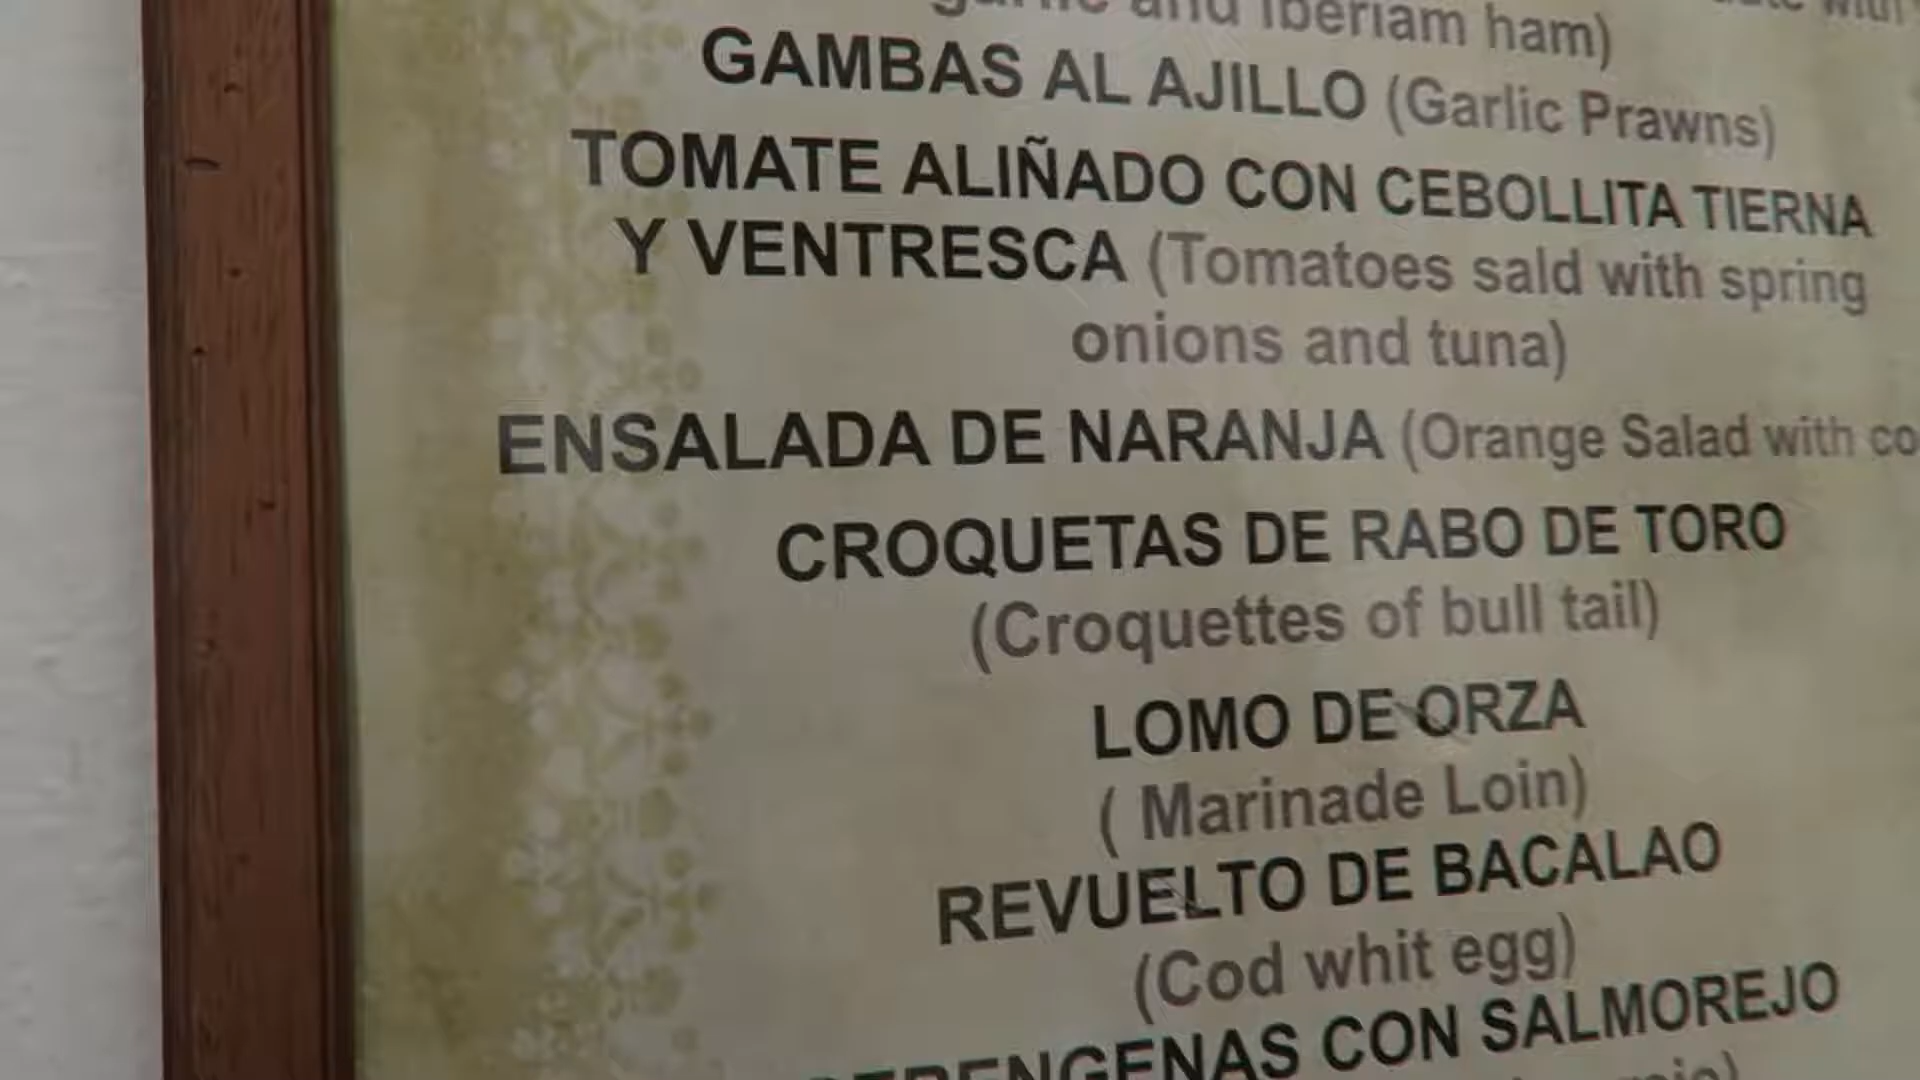 and Iberiam ham)
GAMBAS AL AJILLO (Garlic Prawns)
TOMATE ALIÑADO CON CEBOLLITA TIERNA
Y VENTRESCA (Tomatoes sald with spring
onions and tuna)
ENSALADA DE NARANJA (Orange Salad with co
CROQUETAS DE RABO DE TORO
(Croquettes of bull tail)
LOMO DE ORZA
( Marinade Loin)
REVUELTO DE BACALAO
(Cod whit egg)
CON SALMOREJO